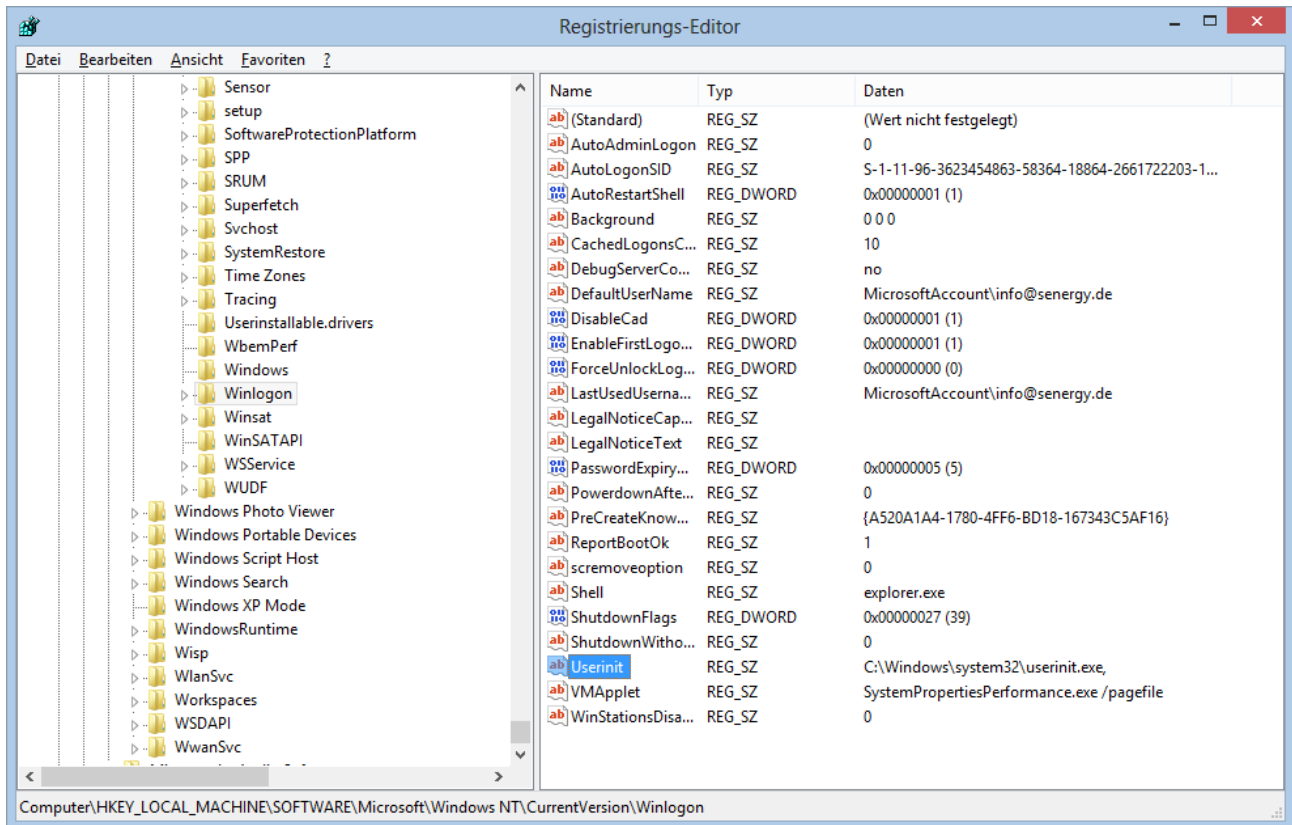 Registrierungs-Editor
Datei Bearbeiten Ansicht Favoriten ?
Sensor
setup
SoftwareProtectionPlatform
SPP
SRUM
Superfetch
Svchost
SystemRestore
Time Zones
Tracing
Userinstallable.drivers
WbemPerf
Windows
Winlogon
Winsat
WinSATAPI
WSService
WUDF
Windows Photo Viewer
Windows Portable Devices
Windows Script Host
Windows Search
Windows XP Mode
WindowsRuntime
Wisp
WlanSvc
Workspaces
WSDAPI
WwanSvc
Name Typ Daten
(Standard) REG_SZ (Wert nicht festgelegt)
AutoAdminLogon REG_SZ 0
AutoLogonSID REG_SZ S-1-11-96-3623454863-58364-18864-2661722203-1...
AutoRestartShell REG_DWORD 0x00000001 (1)
Background REG_SZ 0 0 0
CachedLogonsC... REG_SZ 10
DebugServerCo... REG_SZ no
DefaultUserName REG_SZ MicrosoftAccount\info@senergy.de
DisableCad REG_DWORD 0x00000001 (1)
EnableFirstLogo... REG_DWORD 0x00000001 (1)
ForceUnlockLog... REG_DWORD 0x00000000 (0)
LastUsedUserna... REG_SZ MicrosoftAccount\info@senergy.de
LegalNoticeCap... REG_SZ
LegalNoticeText REG_SZ
PasswordExpiry... REG_DWORD 0x00000005 (5)
PowerdownAfte... REG_SZ 0
PreCreateKnow... REG_SZ {A520A1A4-1780-4FF6-BD18-167343C5AF16}
ReportBootOk REG_SZ 1
scremoveoption REG_SZ 0
Shell REG_SZ explorer.exe
ShutdownFlags REG_DWORD 0x00000027 (39)
ShutdownWitho... REG_SZ 0
Userinit REG_SZ C:\Windows\system32\userinit.exe,
VMApplet REG_SZ SystemPropertiesPerformance.exe /pagefile
WinStationsDisa... REG_SZ 0
Computer\HKEY_LOCAL_MACHINE\SOFTWARE\Microsoft\Windows NT\CurrentVersion\Winlogon